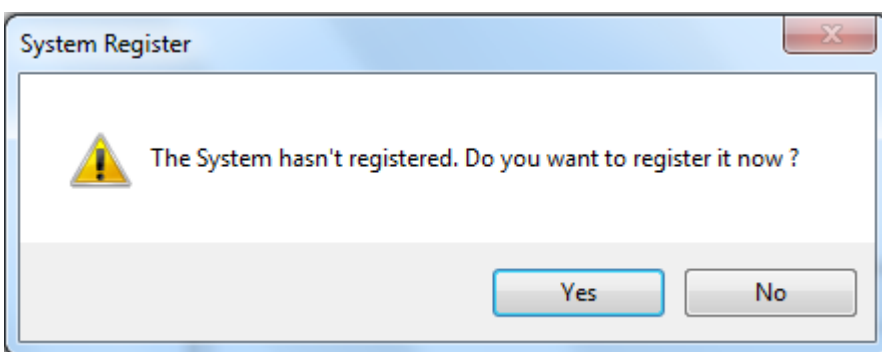 System Register
The System hasn't registered. Do you want to register it now ?
Yes
No